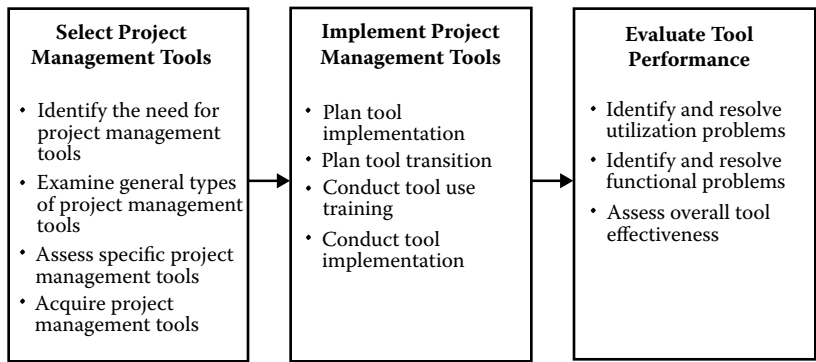 Select Project
Management Tools
• Identify the need for
project management
tools
• Examine general types
of project management
tools
• Assess specific project
management tools
• Acquire project
management tools
Implement Project
Management Tools
• Plan tool
implementation
• Plan tool transition
• Conduct tool use
training
• Conduct tool
implementation
Evaluate Tool
Performance
• Identify and resolve
utilization problems
• Identify and resolve
functional problems
• Assess overall tool
effectiveness